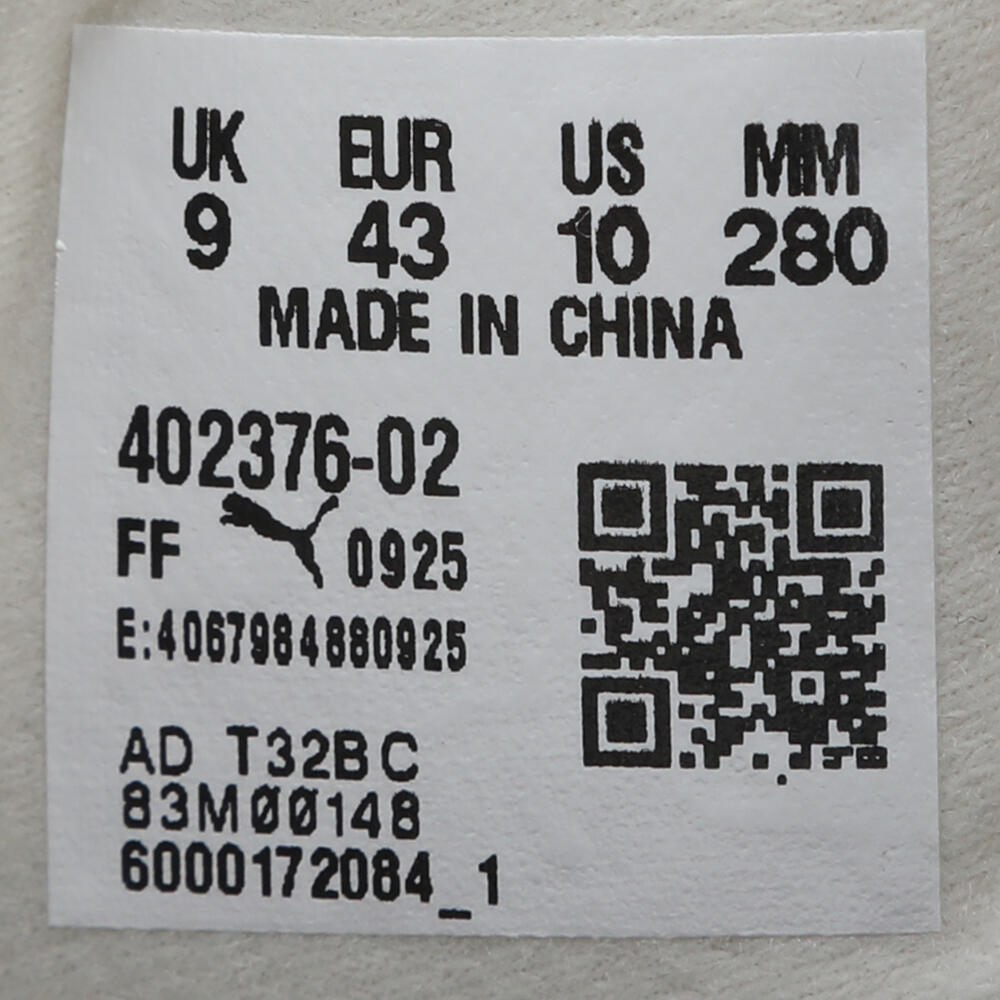 UK EUR US MM
9 43 10 280
MADE IN CHINA
402376-02
FF 0925
E:4067984880925
AD T32BC
83M00148
6000172084_1